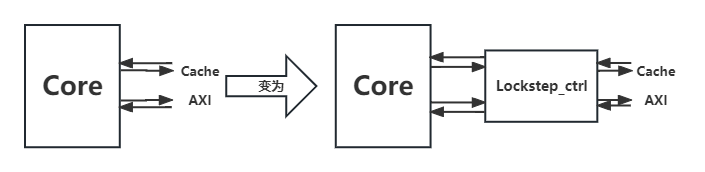 Core
Cache
AXI
变为
Core
Lockstep_ctrl
Cache
AXI